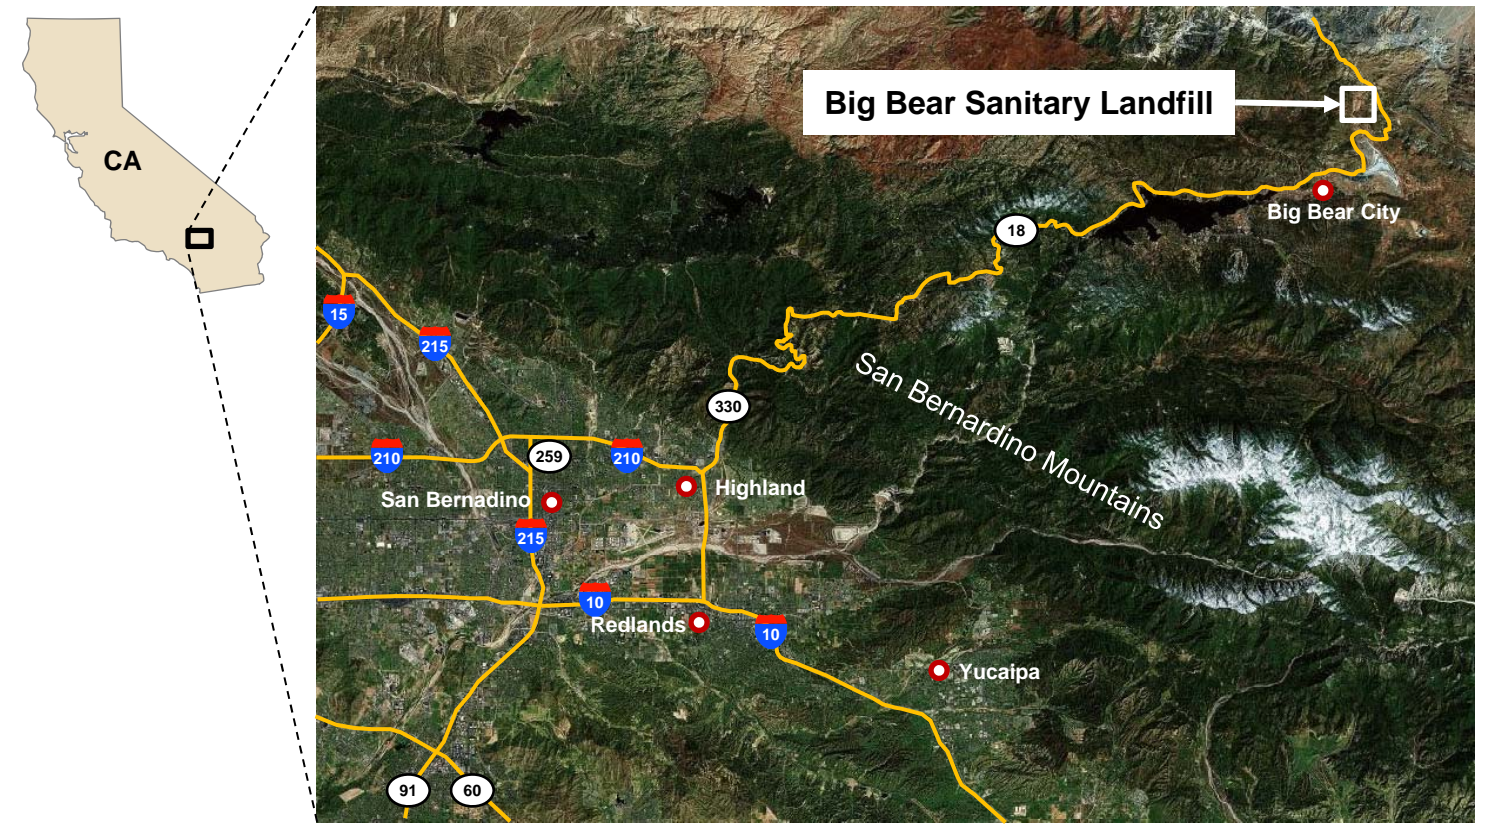 CA
Big Bear Sanitary Landfill
Big Bear City
18
15
215
San Bernardino Mountains
330
210
259
210
San Bernadino
Highland
215
10
Redlands
10
Yucaipa
91
60